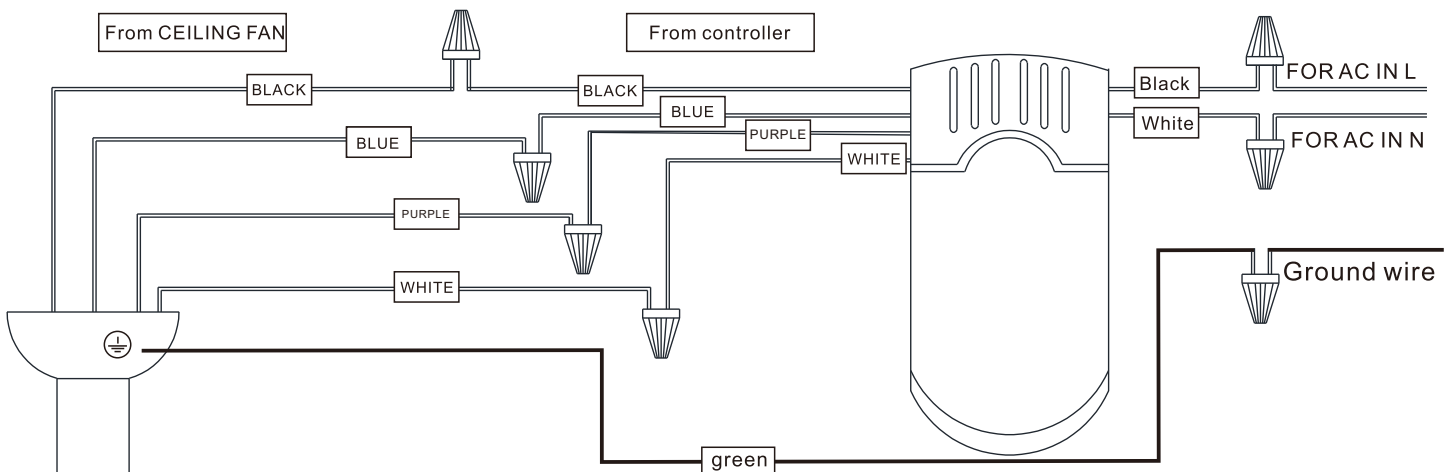 From CEILING FAN
From controller
FOR AC IN L
BLACK
BLACK
Black
BLUE
White
PURPLE
FOR AC IN N
BLUE
WHITE
PURPLE
Ground wire
WHITE
green